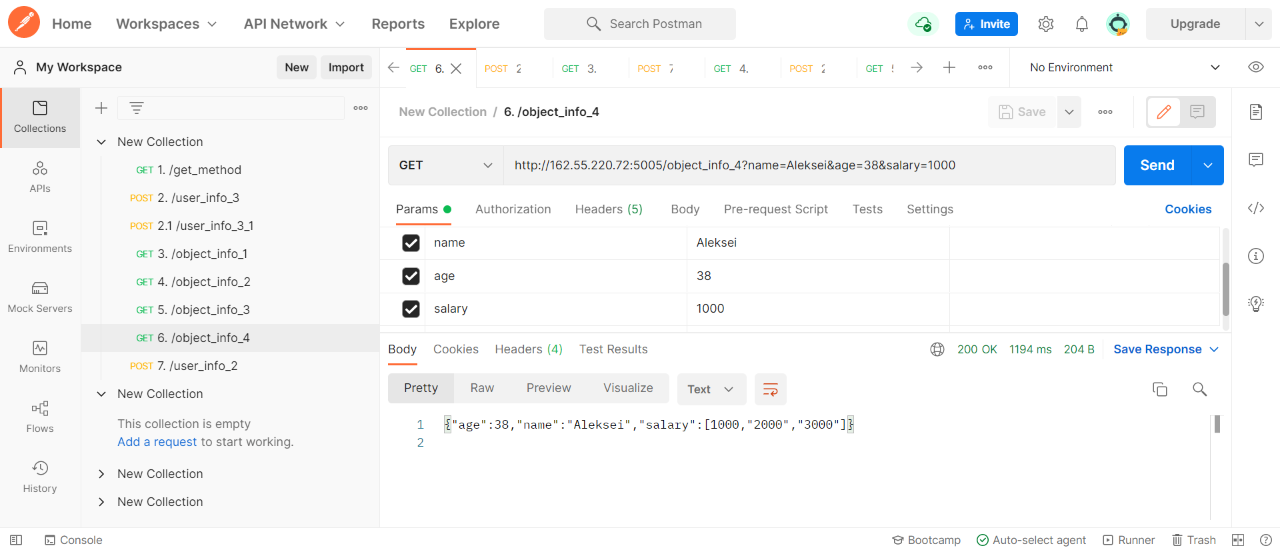 Home Workspaces API Network Reports Explore Search Postman Invite Upgrade
My Workspace New Import
GET 6. POST 2 GET 3. POST 7 GET 4. POST 2 GET No Environment
Collections
APIs
Environments
Mock Servers
Monitors
Flows
History
New Collection
GET 1. /get_method
POST 2. /user_info_3
POST 2.1 /user_info_3_1
GET 3. /object_info_1
GET 4. /object_info_2
GET 5. /object_info_3
GET 6. /object_info_4
POST 7. /user_info_2
New Collection
This collection is empty
Add a request to start working.
New Collection
New Collection
New Collection / 6. /object_info_4 Save
GET http://162.55.220.72:5005/object_info_4?name=Aleksei&age=38&salary=1000 Send
Params Authorization Headers (5) Body Pre-request Script Tests Settings Cookies
name Aleksei
age 38
salary 1000
Body Cookies Headers (4) Test Results 200 OK 1194 ms 204 B Save Response
Pretty Raw Preview Visualize Text
1 {"age":38,"name":"Aleksei","salary":[1000,"2000","3000"]}
2
Console Bootcamp Auto-select agent Runner Trash